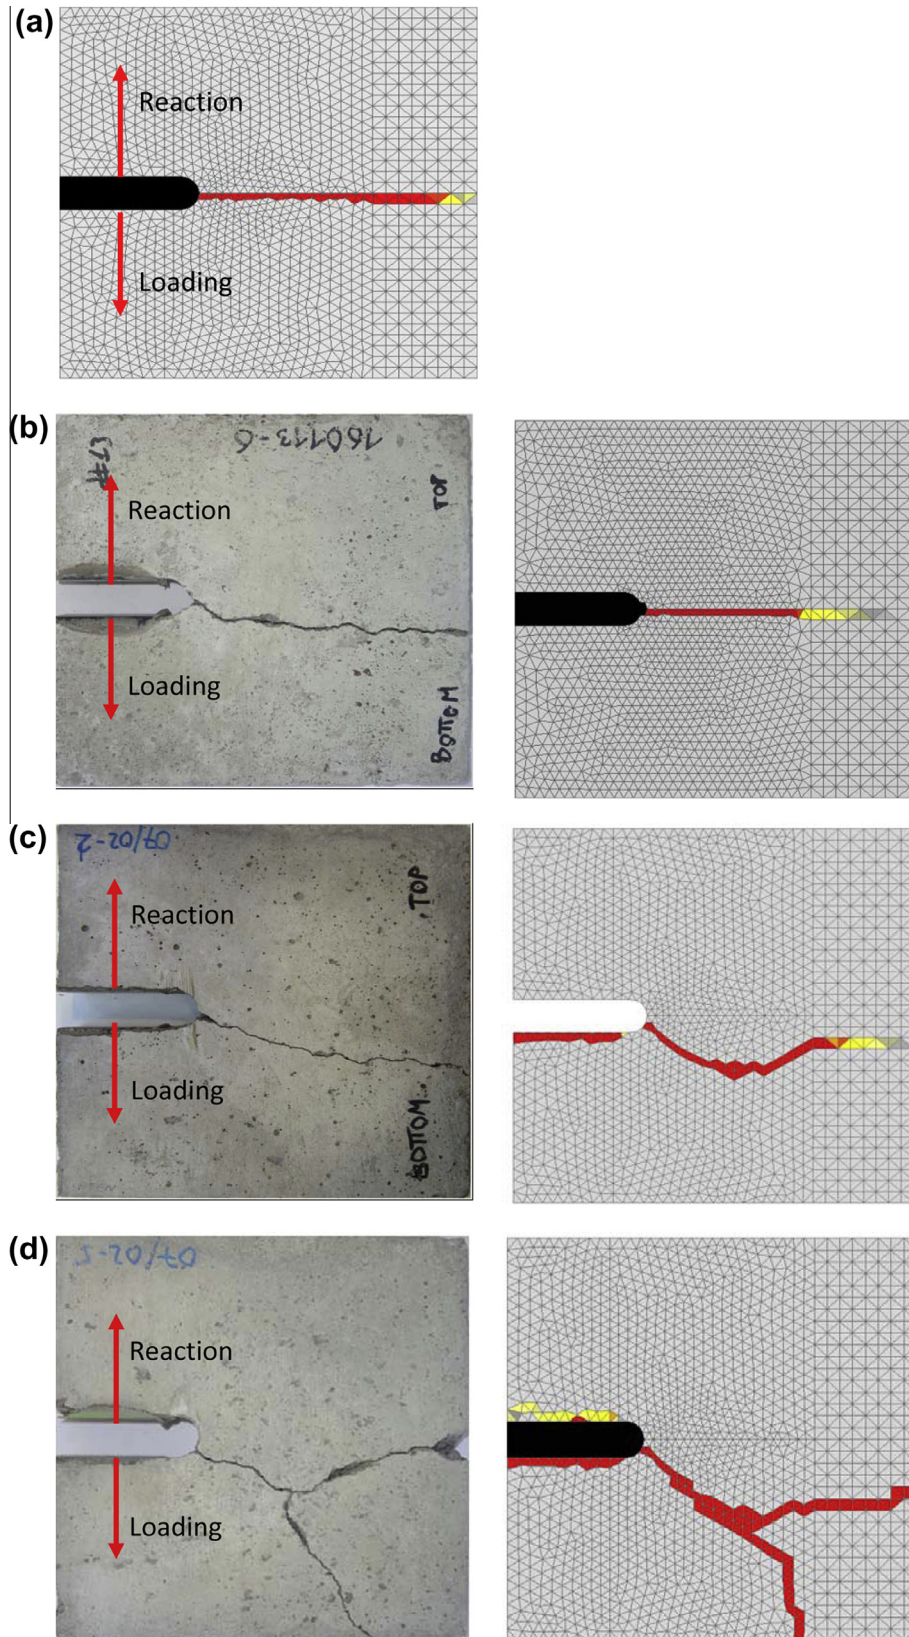 (a)
Reaction
Loading
(b)
160113-6
TOP
Reaction
Loading
BOTTOM
(c)
07/02-2
TOP
Reaction
Loading
BOTTOM
(d)
07/02-5
Reaction
Loading